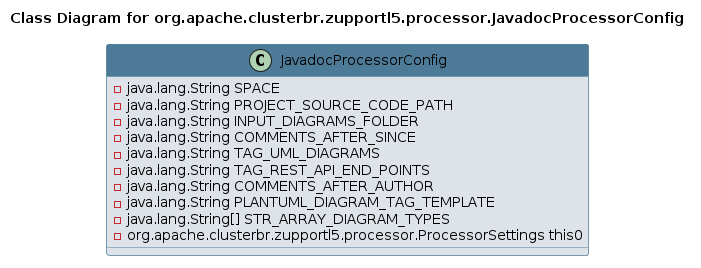 Class Diagram for org.apache.clusterbr.zupportl5.processor.JavadocProcessorConfig
C JavadocProcessorConfig
java.lang.String SPACE
java.lang.String PROJECT_SOURCE_CODE_PATH
java.lang.String INPUT_DIAGRAMS_FOLDER
java.lang.String COMMENTS_AFTER_SINCE
java.lang.String TAG_UML_DIAGRAMS
java.lang.String TAG_REST_API_END_POINTS
java.lang.String COMMENTS_AFTER_AUTHOR
java.lang.String PLANTUML_DIAGRAM_TAG_TEMPLATE
java.lang.String[] STR_ARRAY_DIAGRAM_TYPES
org.apache.clusterbr.zupportl5.processor.ProcessorSettings this0